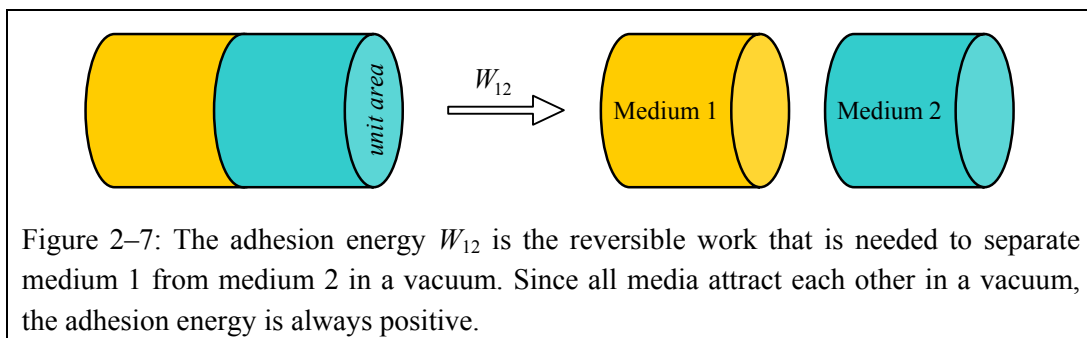 unit area
W12
Medium 1
Medium 2
Figure 2–7: The adhesion energy W12 is the reversible work that is needed to separate
medium 1 from medium 2 in a vacuum. Since all media attract each other in a vacuum,
the adhesion energy is always positive.